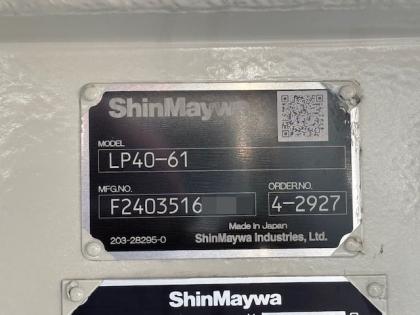 ShinMaywa
MODEL
LP40-61
MFG.NO. ORDER.NO.
F2403516 4-2927
Made in Japan
203-28295-0 ShinMaywa Industries, Ltd.
ShinMaywa